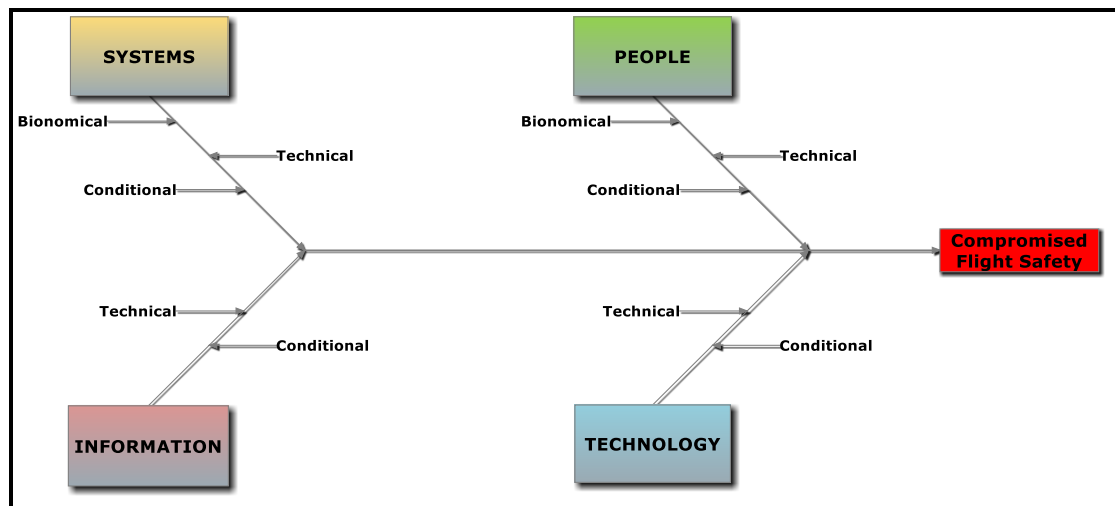 SYSTEMS
PEOPLE
Bionomical
Bionomical
Technical
Technical
Conditional
Conditional
Compromised
Flight Safety
Technical
Technical
Conditional
Conditional
INFORMATION
TECHNOLOGY